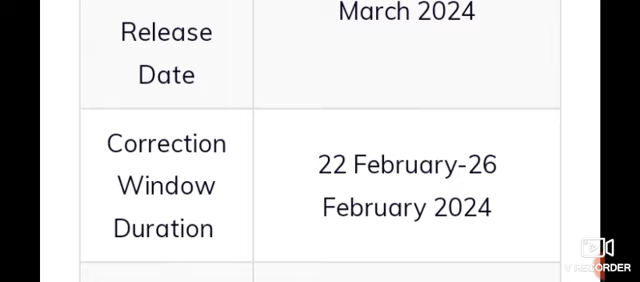 March 2024
Release
Date
Correction
Window
Duration
22 February-26
February 2024
V RECORDER